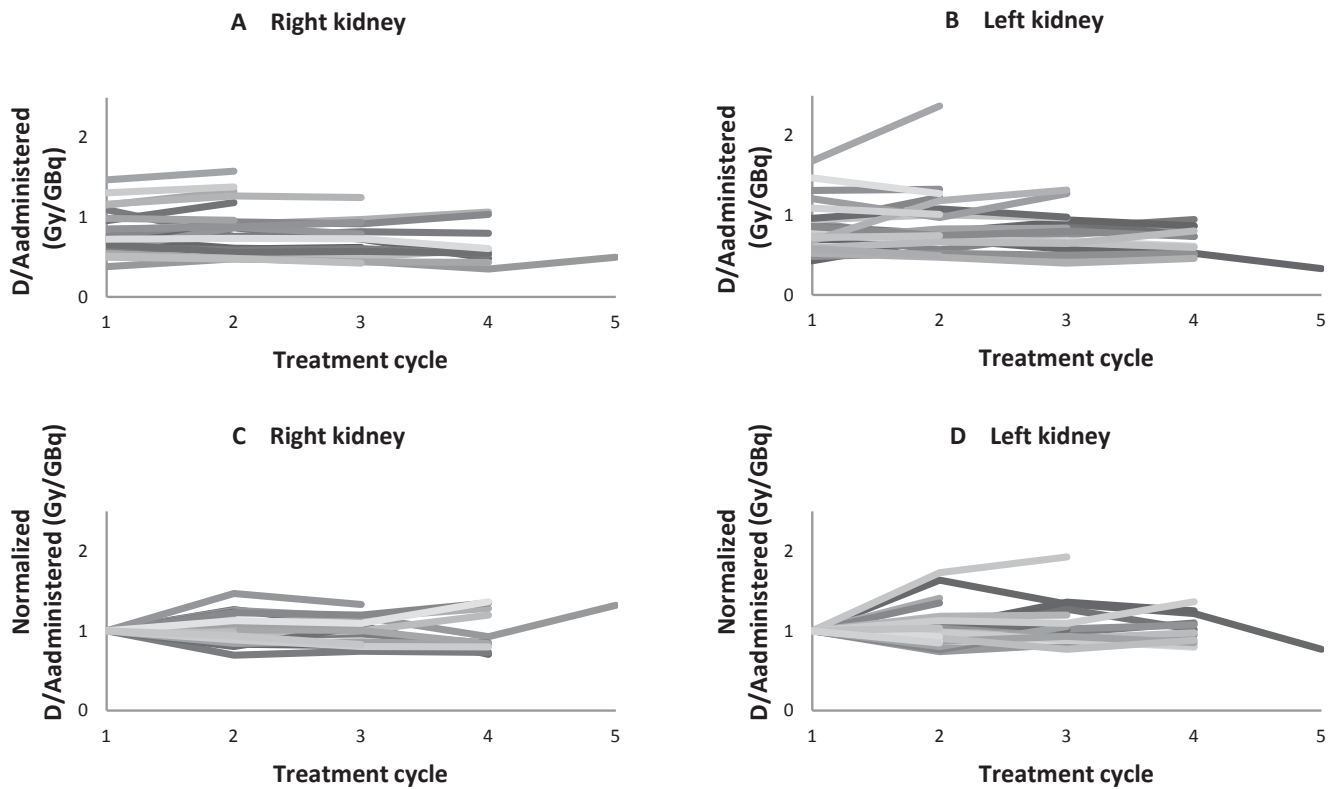 A Right kidney
D/Aadministered
(Gy/GBq)
2
1
0
1 2 3 4 5
Treatment cycle
B Left kidney
D/Aadministered
(Gy/GBq)
2
1
0
1 2 3 4 5
Treatment cycle
C Right kidney
Normalized
D/Aadministered (Gy/GBq)
2
1
0
1 2 3 4 5
Treatment cycle
D Left kidney
Normalized
D/Aadministered (Gy/GBq)
2
1
0
1 2 3 4 5
Treatment cycle